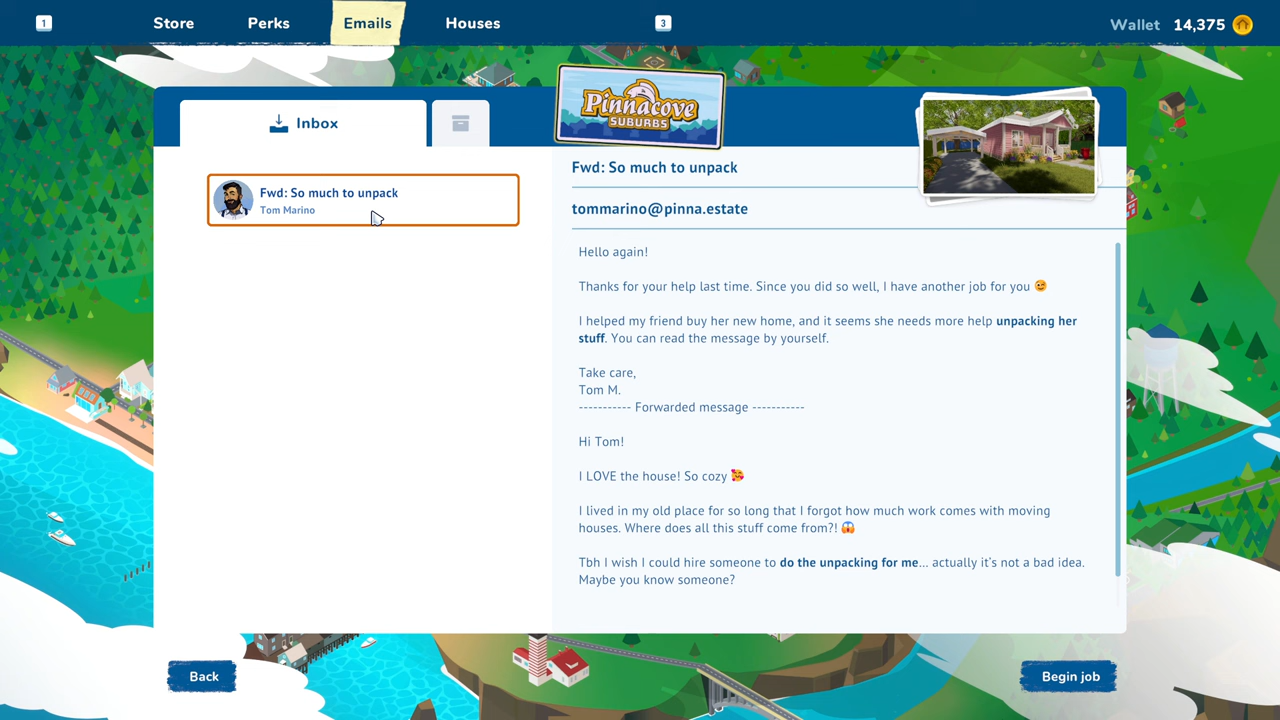 1
Store
Perks
Emails
Houses
3
Wallet 14,375
Inbox
Pinnacove
SUBURBS
Fwd: So much to unpack
Tom Marino
Fwd: So much to unpack
tommarino@pinna.estate
Hello again!
Thanks for your help last time. Since you did so well, I have another job for you 😉
I helped my friend buy her new home, and it seems she needs more help unpacking her
stuff. You can read the message by yourself.
Take care,
Tom M.
----------- Forwarded message -----------
Hi Tom!
I LOVE the house! So cozy 🥰
I lived in my old place for so long that I forgot how much work comes with moving
houses. Where does all this stuff come from?! 😱
Tbh I wish I could hire someone to do the unpacking for me... actually it's not a bad idea.
Maybe you know someone?
Back
Begin job